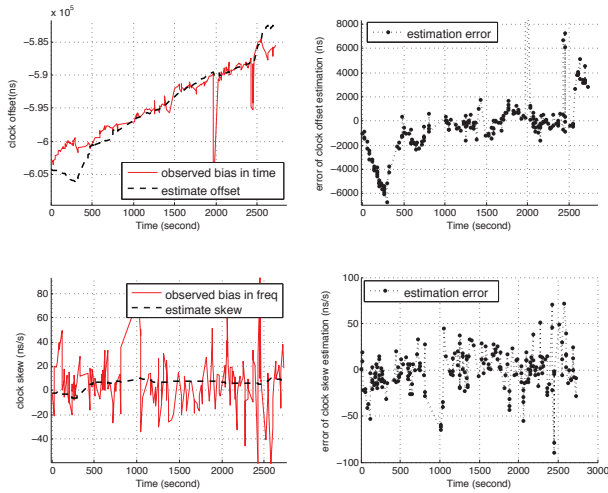 −6 × 10⁵
−5.85
−5.9
−5.95
−6
−6.05
clock offset(ns)
observed bias in time
estimate offset
0 500 1000 1500 2000 2500
Time (second)
8000
6000
4000
2000
0
−2000
−4000
−6000
error of clock offset estimation (ns)
estimation error
0 500 1000 1500 2000 2500
Time (second)
80
60
40
20
0
−20
−40
clock skew (ns/s)
observed bias in freq
estimate skew
0 500 1000 1500 2000 2500
Time (second)
100
50
0
−50
−100
error of clock skew estimation (ns/s)
estimation error
0 500 1000 1500 2000 2500 3000
Time (second)